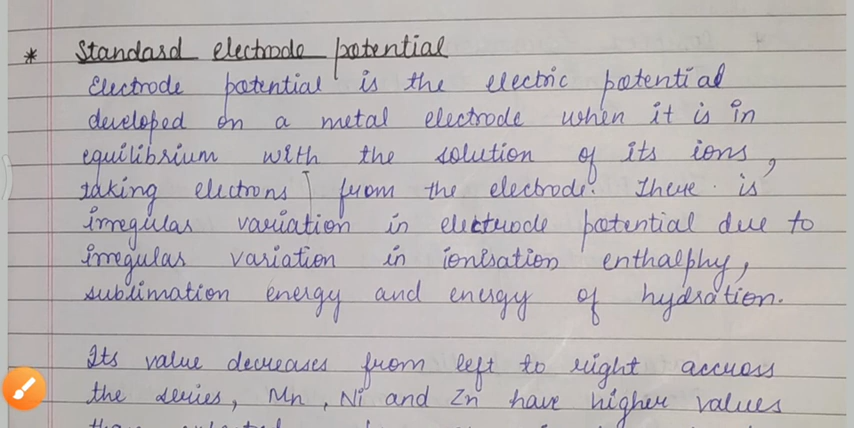 * Standard electrode potential
Electrode potential is the electric potential
developed on a metal electrode when it is in
equilibrium with the solution of its ions,
taking electrons from the electrode. There is
irregular variation in electrode potential due to
irregular variation in ionisation enthalphy,
sublimation energy and energy of hydration.
Its value decreases from left to right accross
the series, Mn, Ni and Zn have higher values